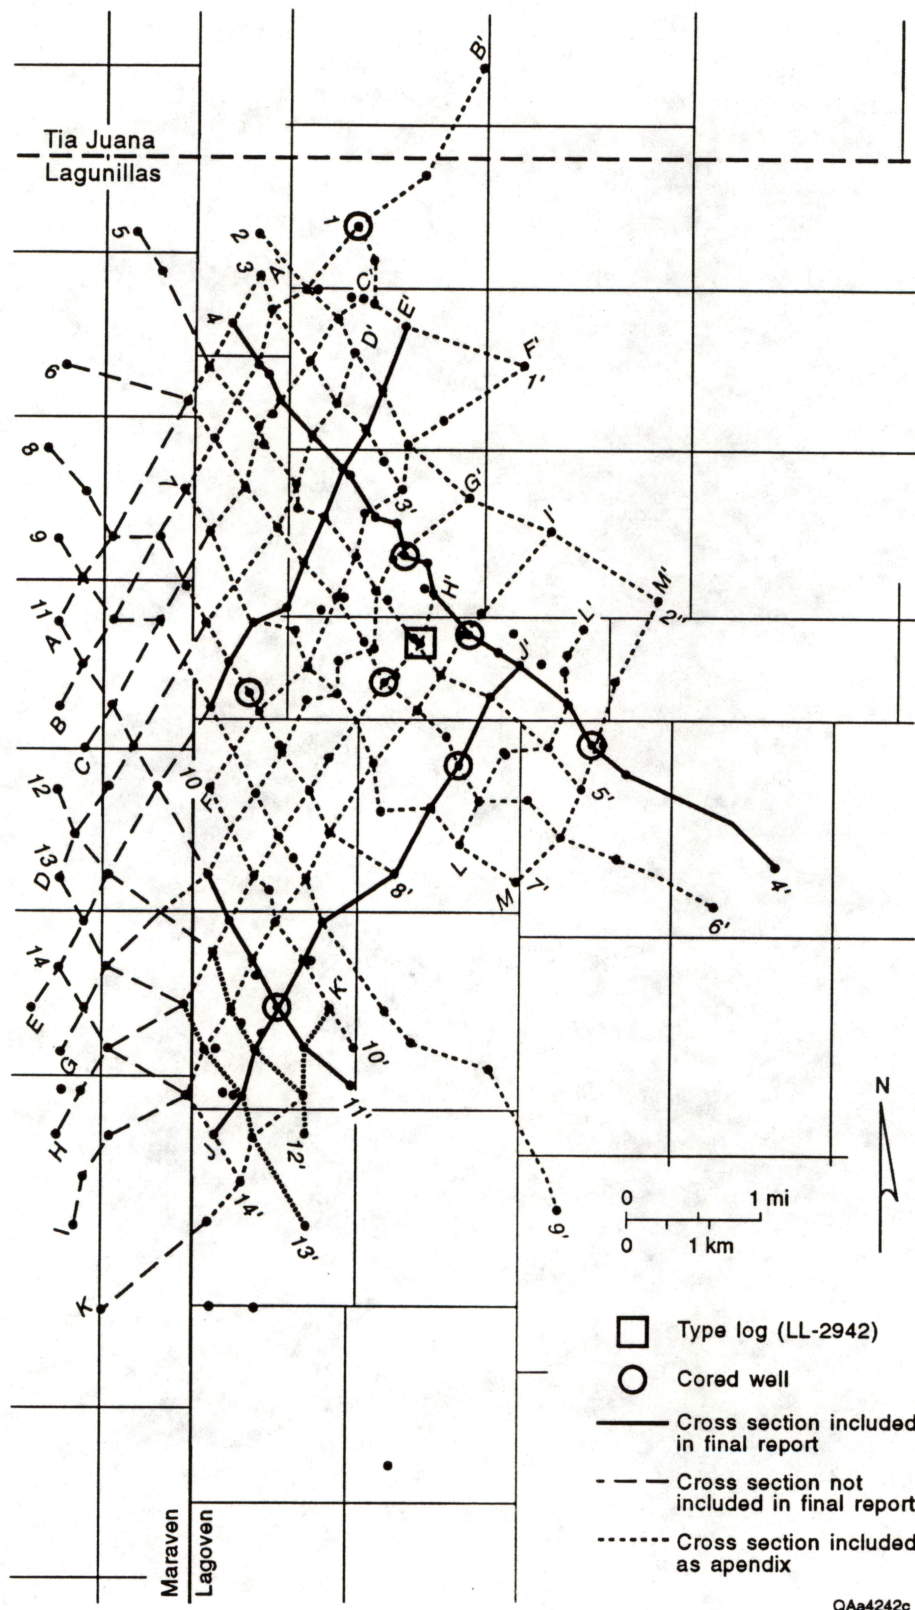 B'
Tia Juana
Lagunillas
5
2
1
3
A'
C'
4
E'
D'
F'
1'
6
8
7
G'
3'
I'
9
H'
M'
2'
11
A
L'
J'
B
C
10
F
12
5'
13
D
L
8'
M
7'
4'
6'
14
E
K'
G
10'
11'
H
J
12'
14'
13'
I
9'
K
N
0 1 mi
0 1 km
Type log (LL-2942)
Cored well
Cross section included
in final report
Cross section not
included in final report
Cross section included
as apendix
Maraven
Lagoven
QAa4242c